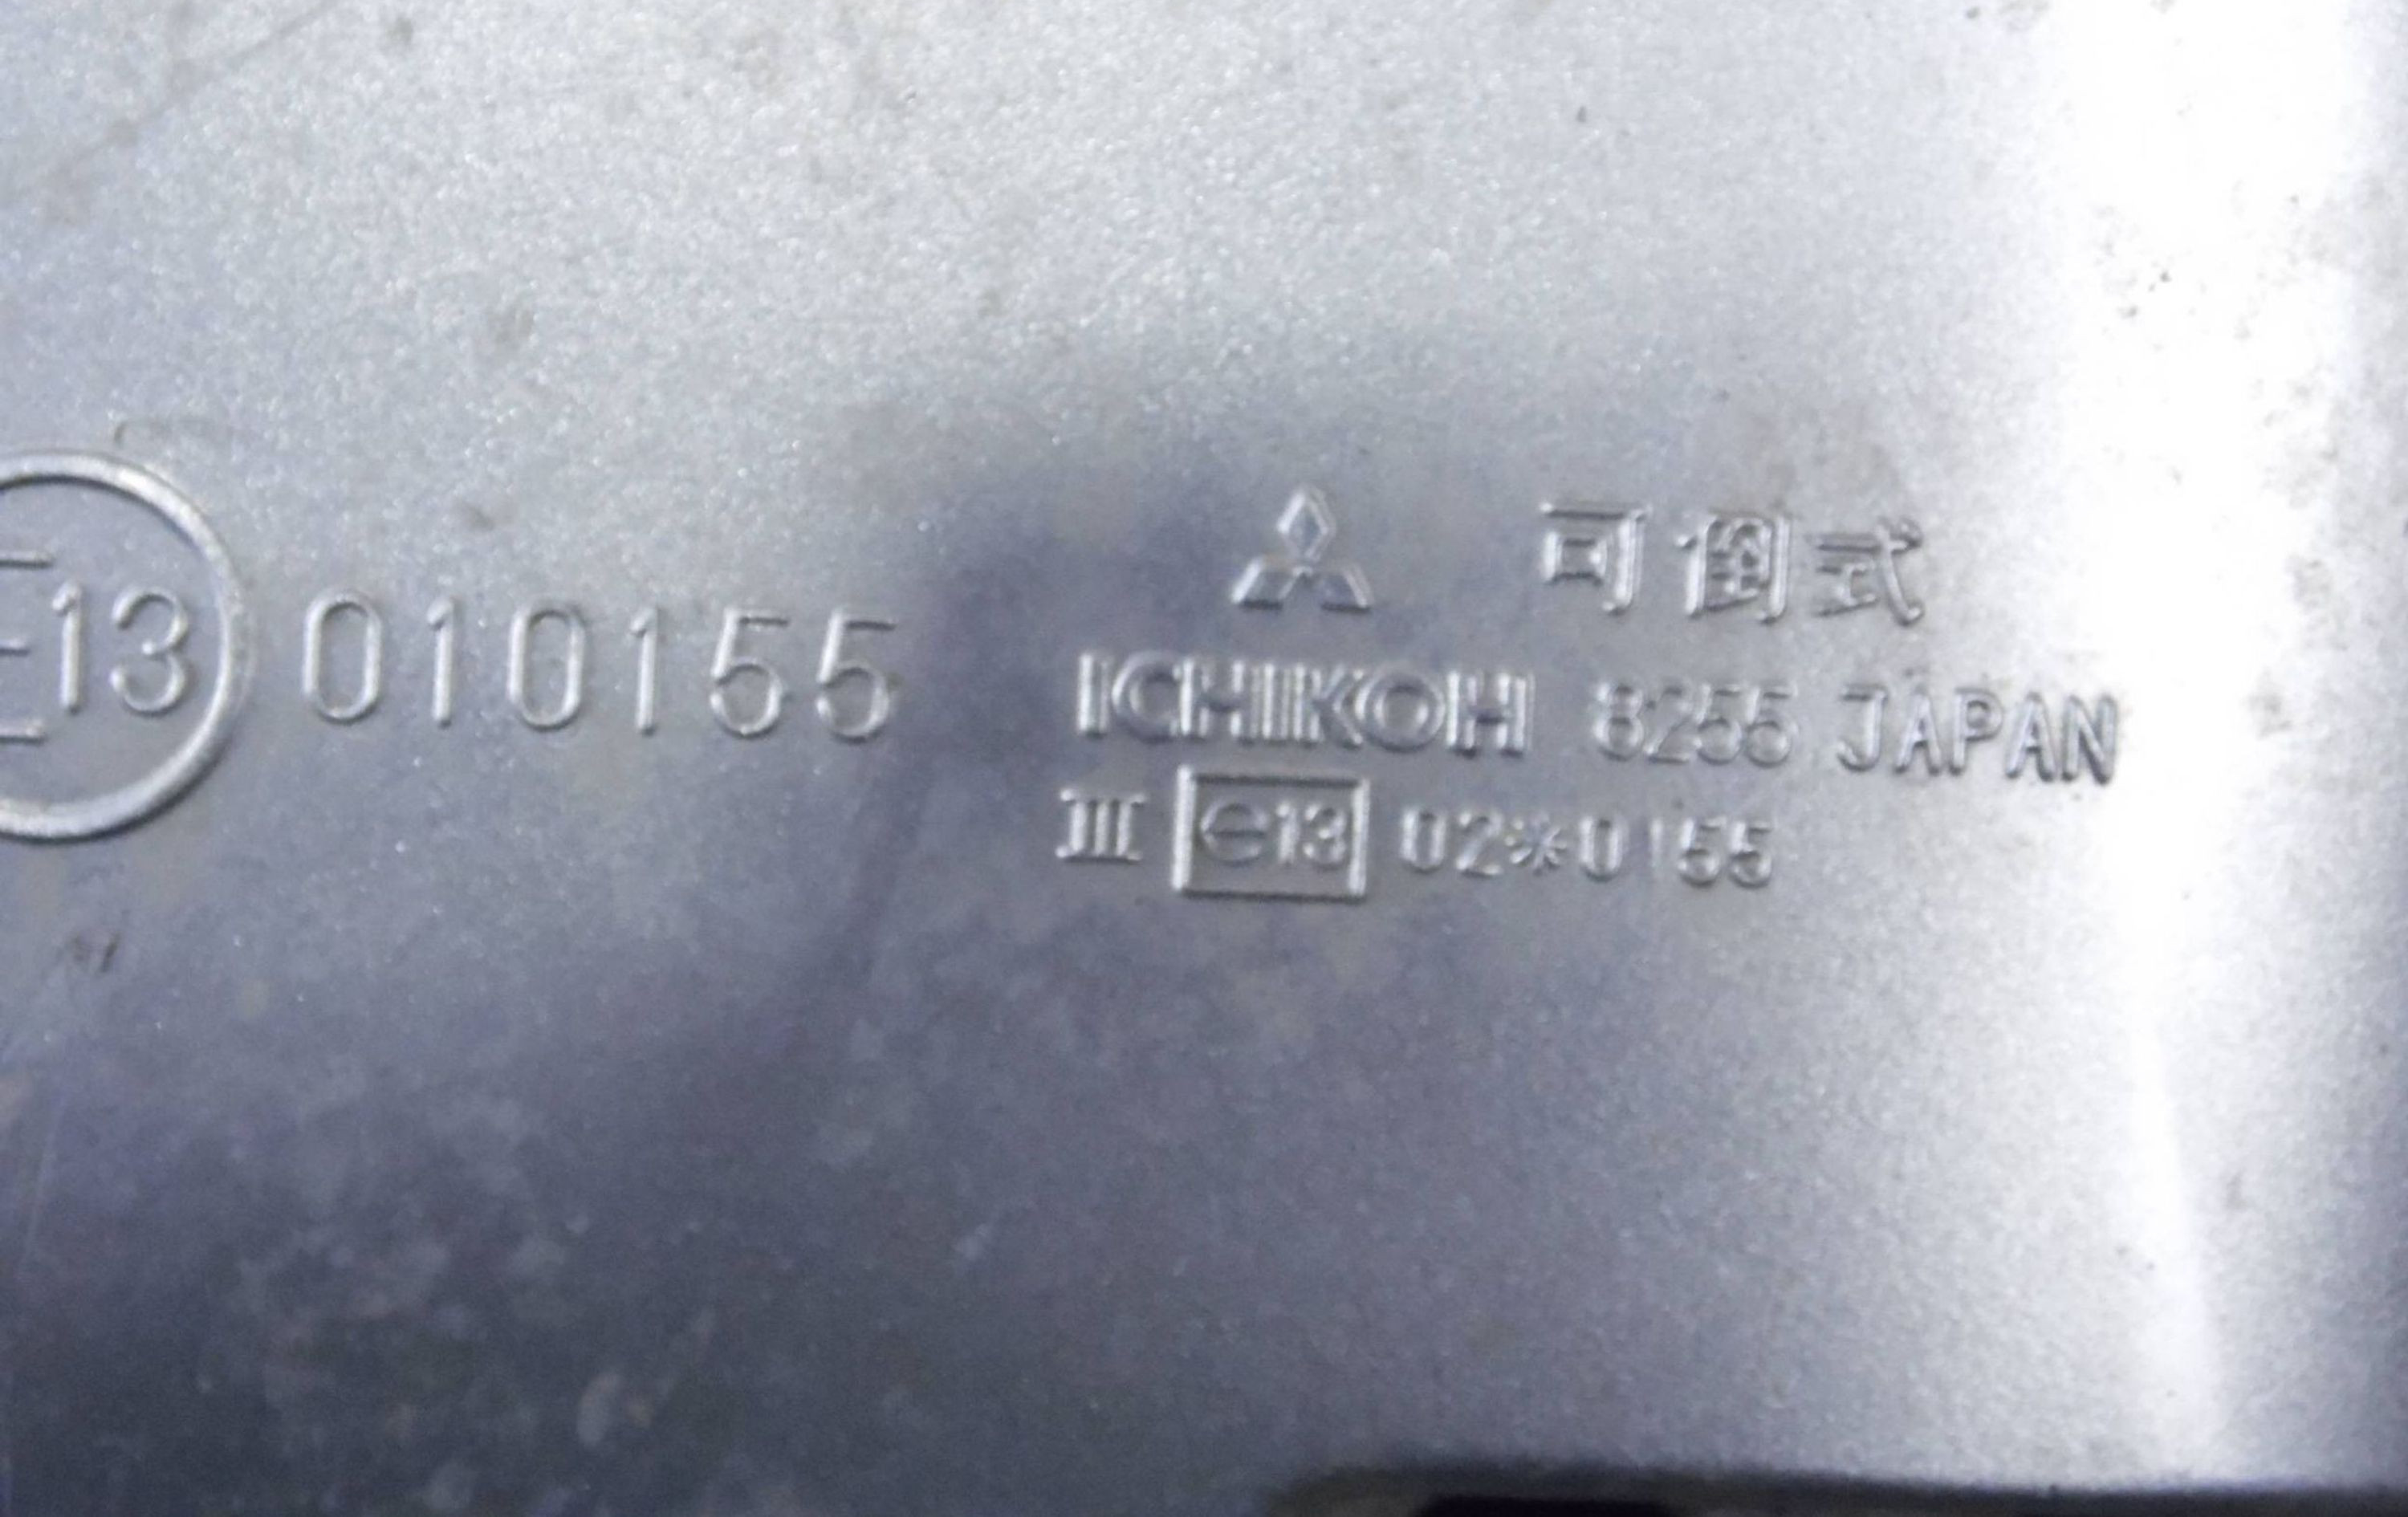 可倒式
E13 010155
ICHIKOH 8255 JAPAN
III e13 02*0155